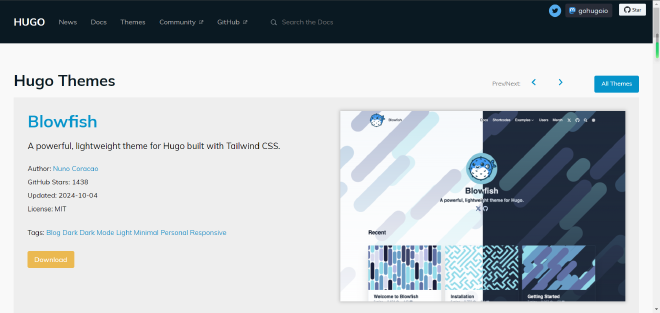 HUGO News Docs Themes Community GitHub Search the Docs gohugoio Star
Hugo Themes Prev/Next: All Themes
Blowfish
A powerful, lightweight theme for Hugo built with Tailwind CSS.
Author: Nuno Coracao
GitHub Stars: 1438
Updated: 2024-10-04
License: MIT
Tags: Blog Dark Dark Mode Light Minimal Personal Responsive
Download
Blowfish Docs Shortcodes Examples Users
Blowfish
A powerful, lightweight theme for Hugo.
Recent
Welcome to Blowfish Installation Getting Started